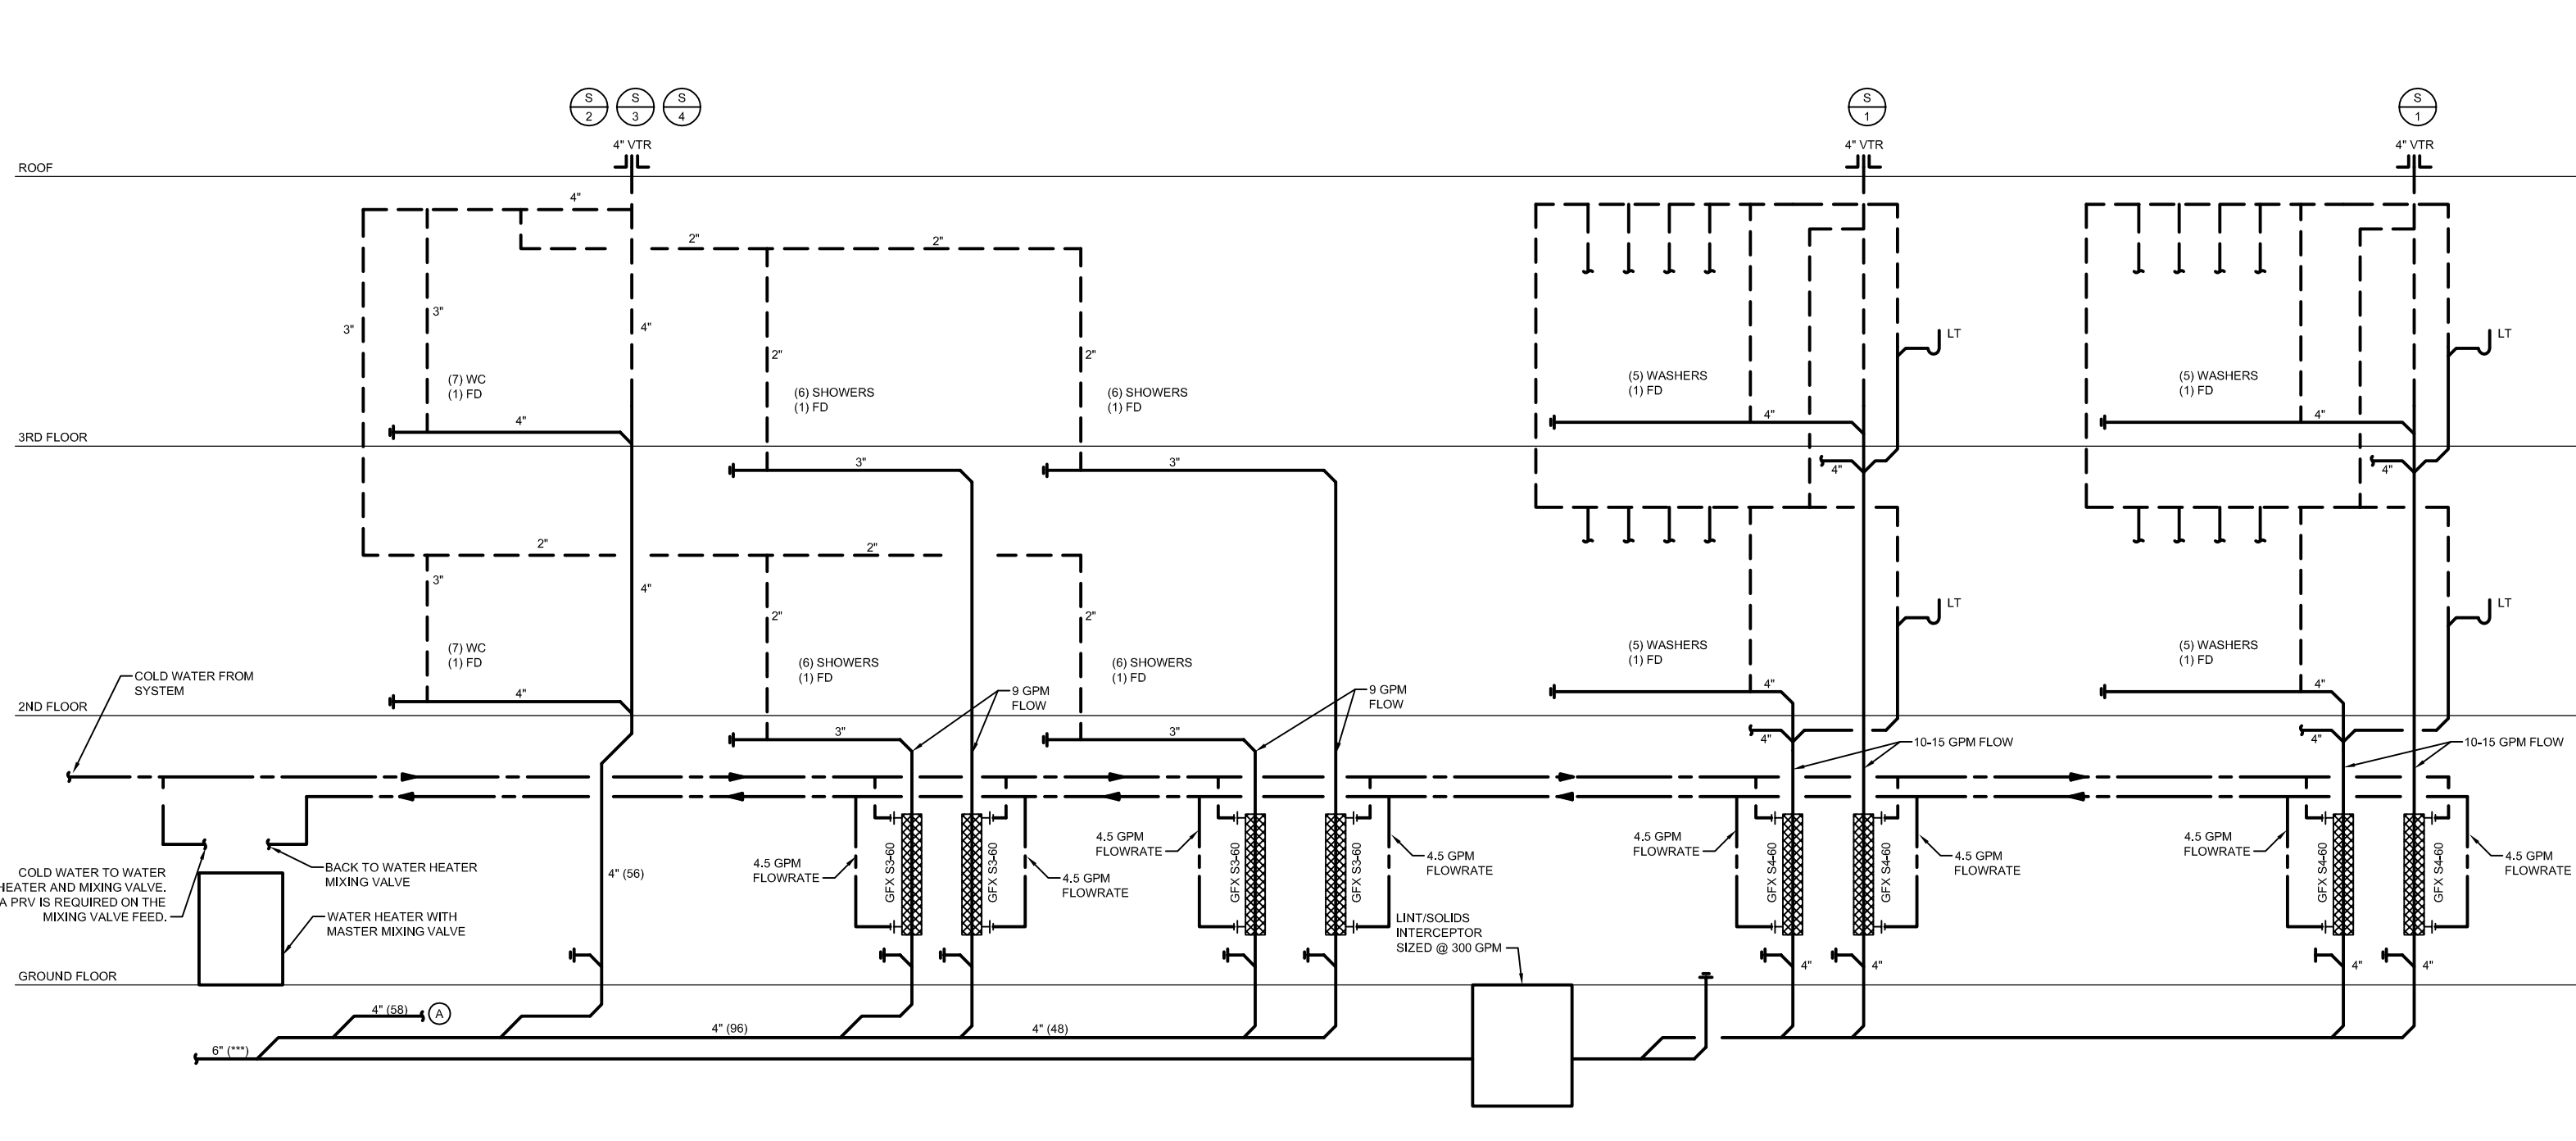 S
2
S
3
S
4
S
1
S
1
4" VTR
4" VTR
4" VTR
ROOF
4"
2"
2"
3"
3"
4"
2"
2"
LT
LT
(7) WC
(1) FD
(6) SHOWERS
(1) FD
(6) SHOWERS
(1) FD
(5) WASHERS
(1) FD
(5) WASHERS
(1) FD
4"
4"
4"
3RD FLOOR
3"
3"
4"
4"
2"
2"
3"
4"
2"
2"
LT
LT
(7) WC
(1) FD
(6) SHOWERS
(1) FD
(6) SHOWERS
(1) FD
(5) WASHERS
(1) FD
(5) WASHERS
(1) FD
COLD WATER FROM
SYSTEM
4"
9 GPM
FLOW
9 GPM
FLOW
4"
4"
2ND FLOOR
3"
3"
4"
4"
10-15 GPM FLOW
10-15 GPM FLOW
COLD WATER TO WATER
HEATER AND MIXING VALVE.
A PRV IS REQUIRED ON THE
MIXING VALVE FEED.
BACK TO WATER HEATER
MIXING VALVE
WATER HEATER WITH
MASTER MIXING VALVE
4" (56)
4.5 GPM
FLOWRATE
GFX S3-60
GFX S3-60
4.5 GPM
FLOWRATE
4.5 GPM
FLOWRATE
GFX S3-60
GFX S3-60
4.5 GPM
FLOWRATE
LINT/SOLIDS
INTERCEPTOR
SIZED @ 300 GPM
4.5 GPM
FLOWRATE
GFX S4-60
GFX S4-60
4.5 GPM
FLOWRATE
4.5 GPM
FLOWRATE
GFX S4-60
GFX S4-60
4.5 GPM
FLOWRATE
4"
4"
4"
4"
GROUND FLOOR
4" (58)
A
4" (96)
4" (48)
6" (***)